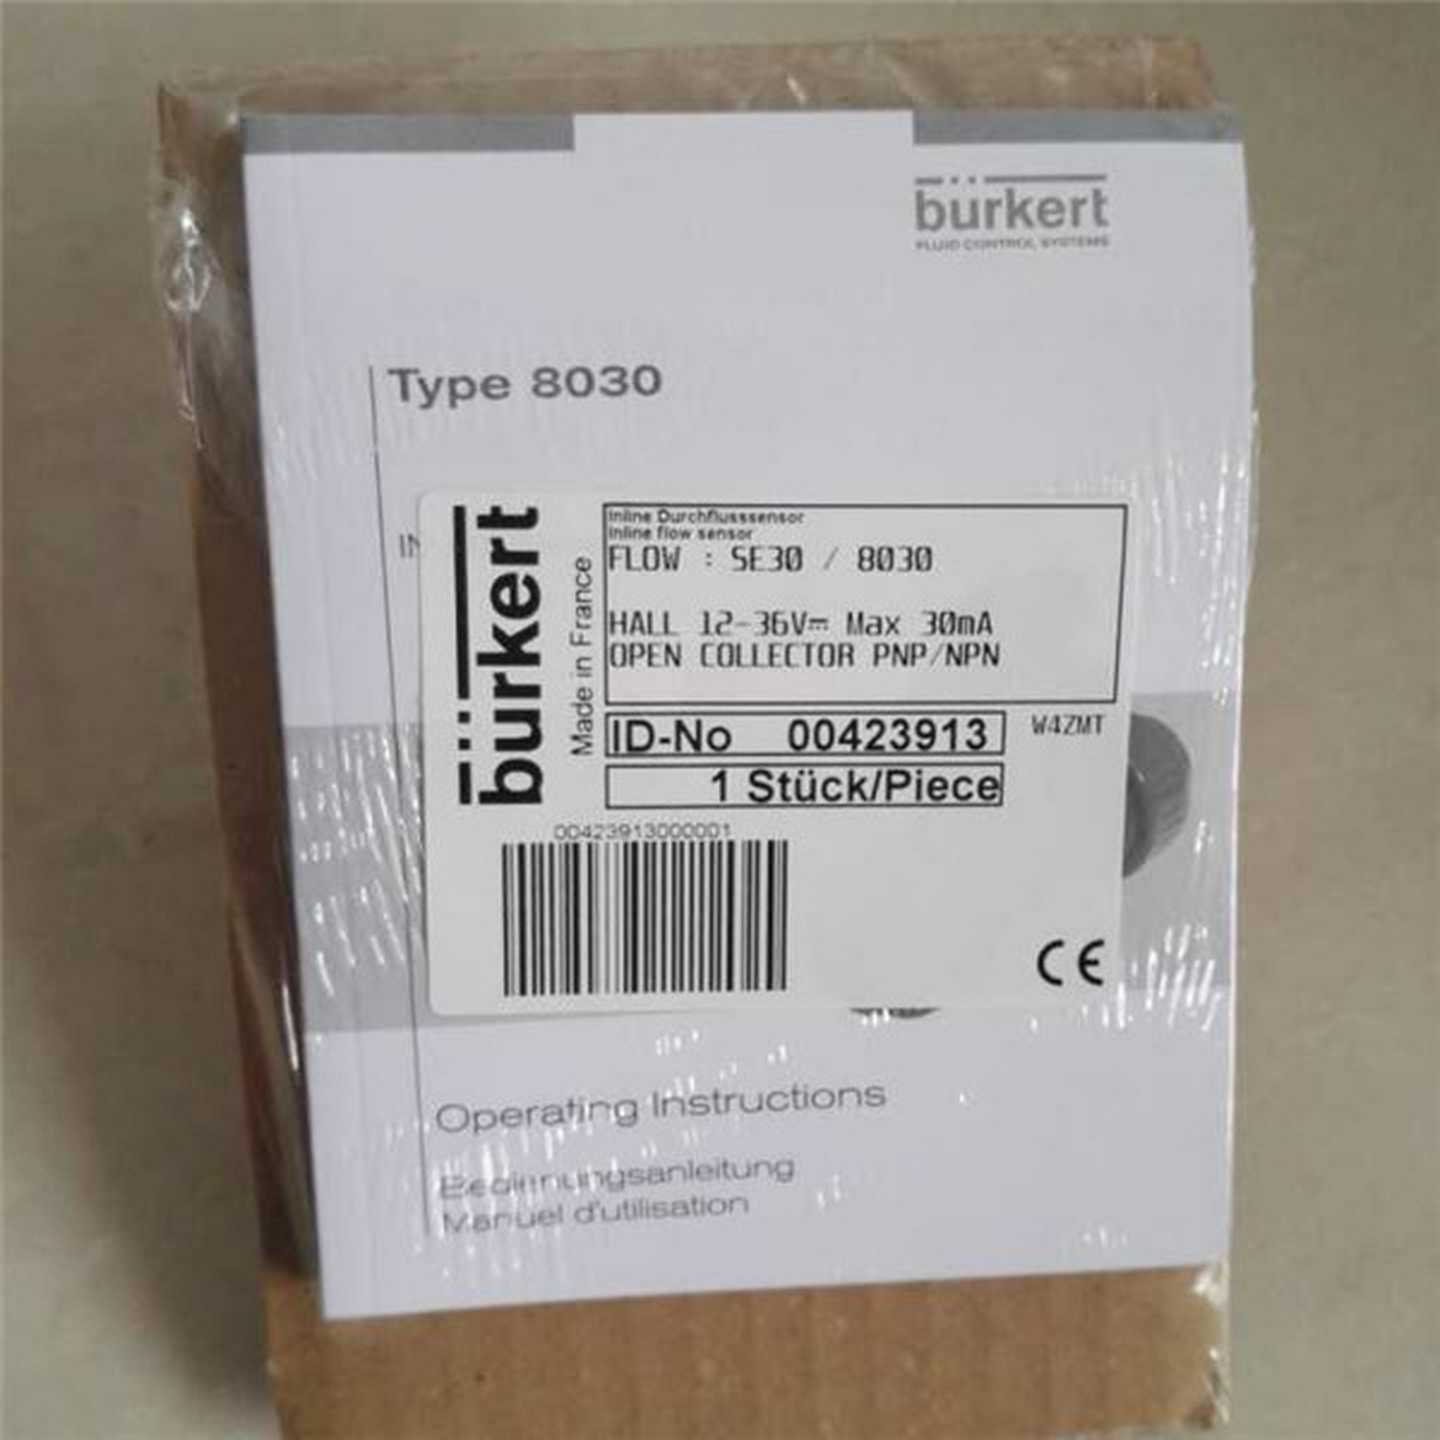 bürkert
FLUID CONTROL SYSTEMS
Type 8030
bürkert
Made in France
Inline Durchflusssensor
Inline flow sensor
FLOW : SE30 / 8030
HALL 12-36V⎓ Max 30mA
OPEN COLLECTOR PNP/NPN
ID-No 00423913
W4ZMT
1 Stück/Piece
00423913000001
CE
Operating Instructions
Bedienungsanleitung
Manuel d'utilisation